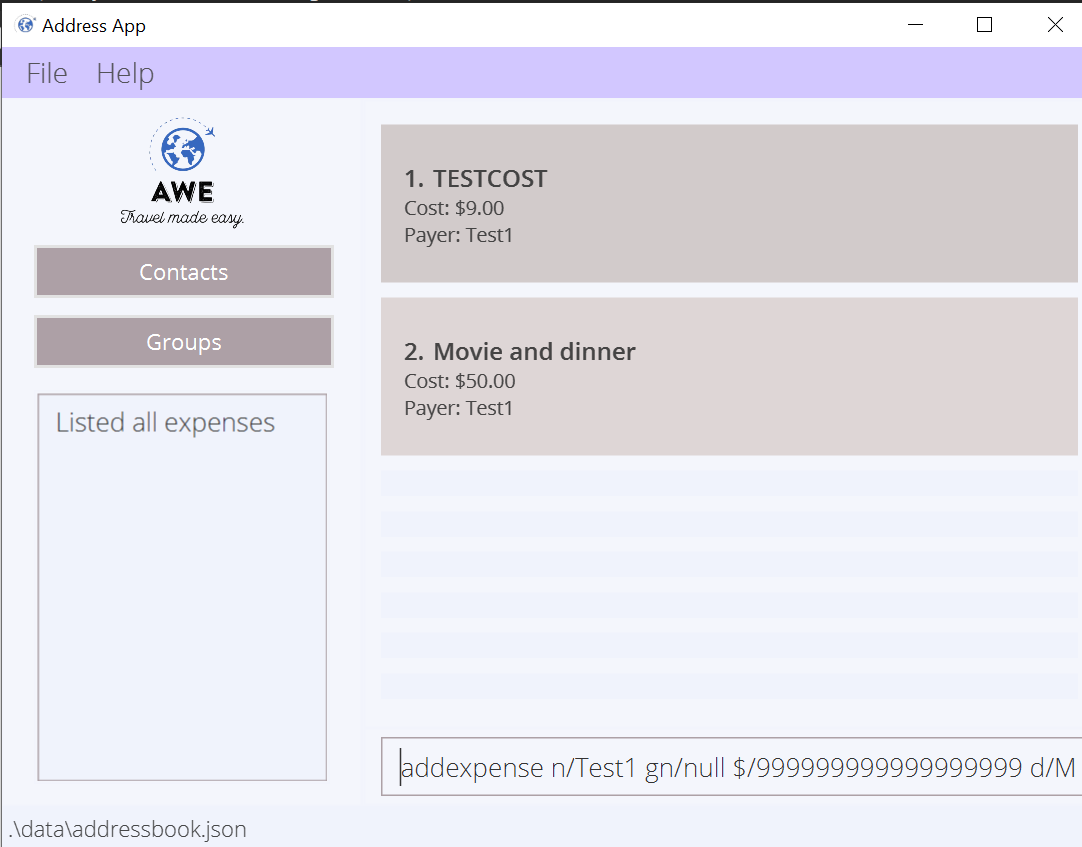 Address App
File Help
AWE
Travel made easy.
Contacts
Groups
Listed all expenses
1. TESTCOST
Cost: $9.00
Payer: Test1
2. Movie and dinner
Cost: $50.00
Payer: Test1
addexpense n/Test1 gn/null $/999999999999999999 d/M
.\data\addressbook.json